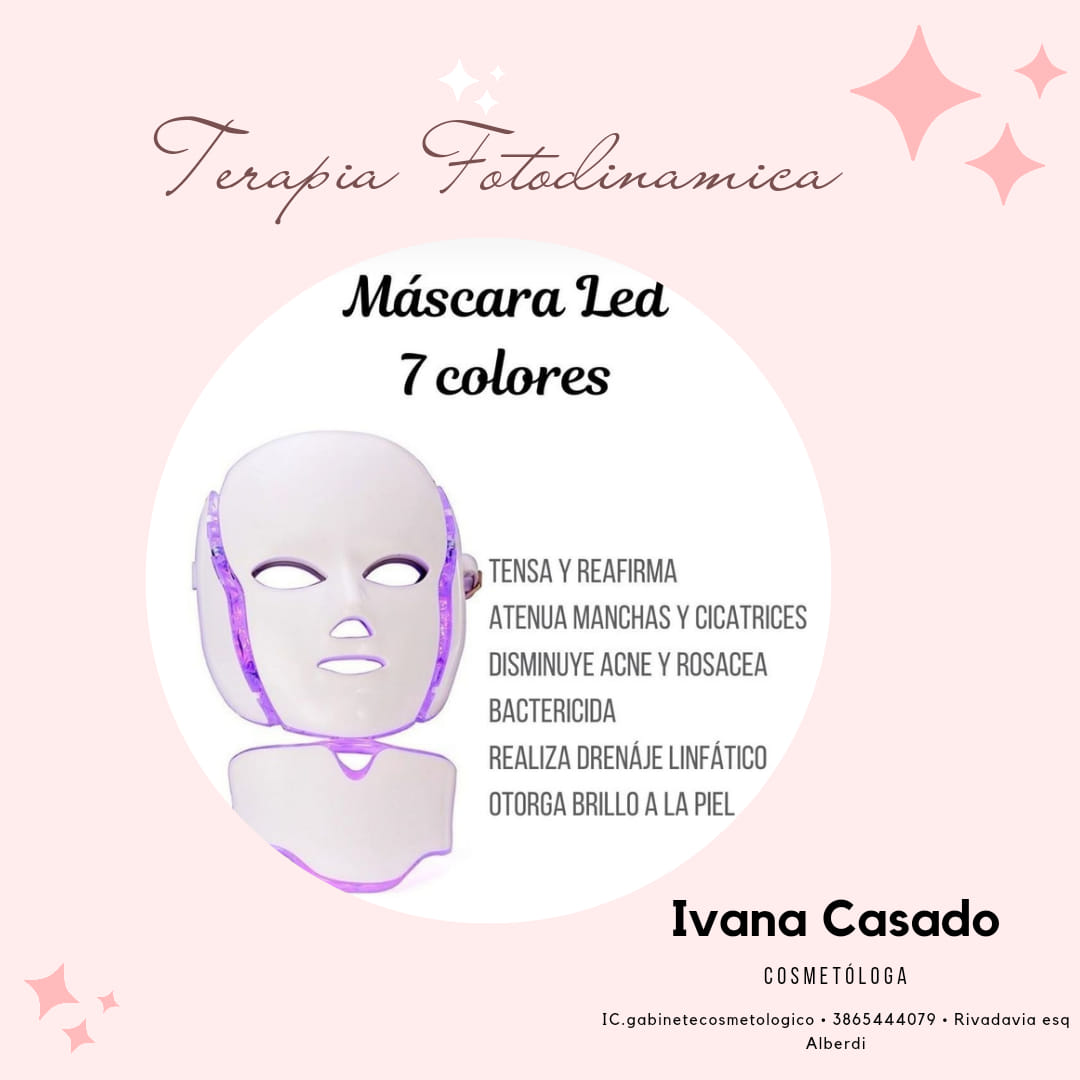 Terapia Fotodinamica
Máscara Led
7 colores
TENSA Y REAFIRMA
ATENUA MANCHAS Y CICATRICES
DISMINUYE ACNE Y ROSACEA
BACTERICIDA
REALIZA DRENÁJE LINFÁTICO
OTORGA BRILLO A LA PIEL
Ivana Casado
COSMETÓLOGA
IC.gabinetecosmetologico • 3865444079 • Rivadavia esq
Alberdi